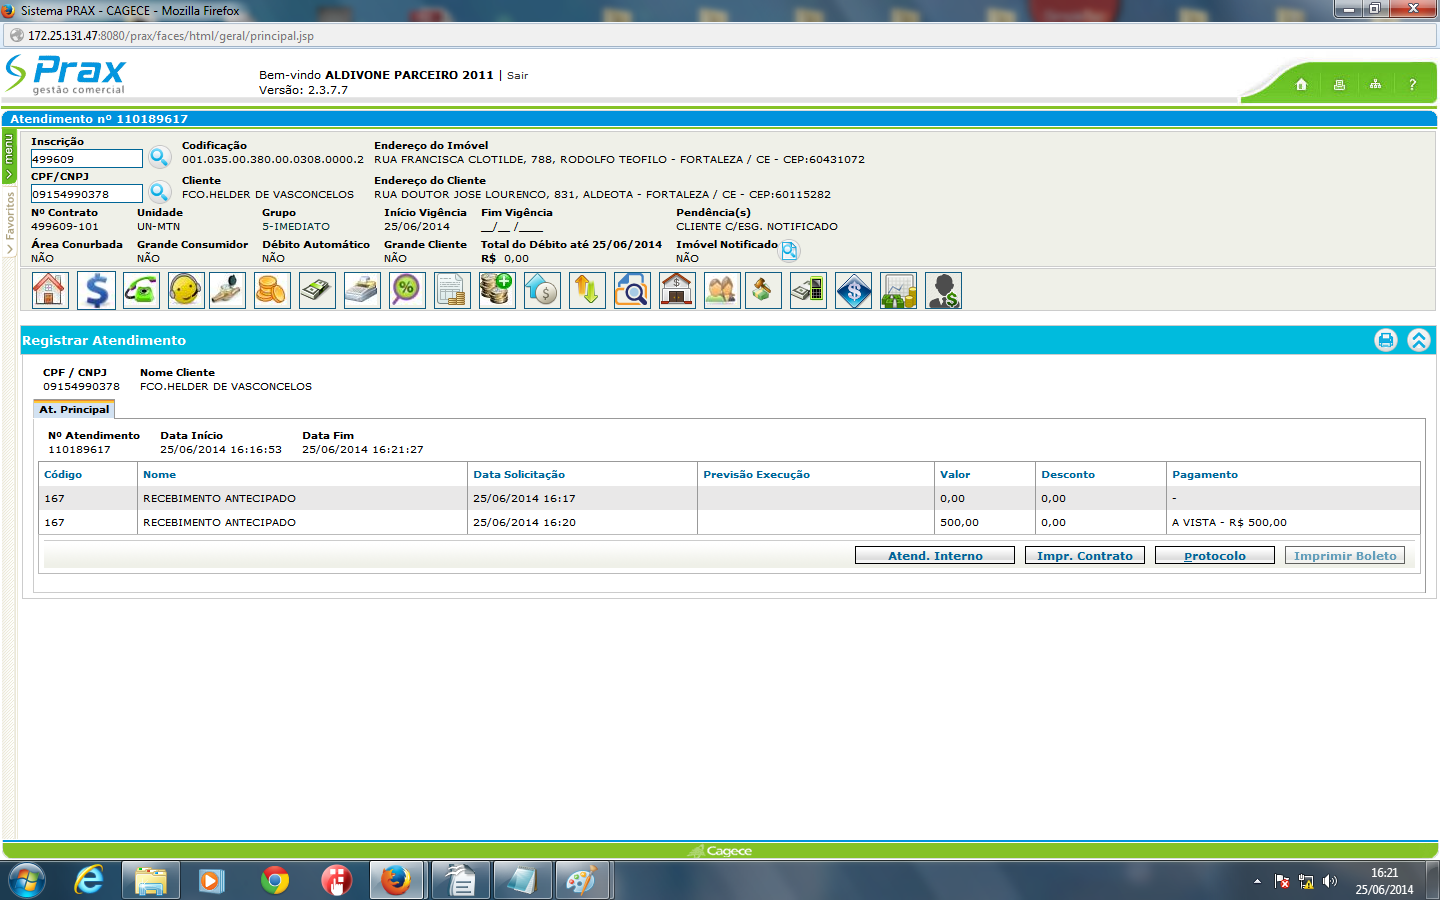 Sistema PRAX - CAGECE - Mozilla Firefox
172.25.131.47:8080/prax/faces/html/geral/principal.jsp
Prax
gestão comercial
Bem-vindo ALDIVONE PARCEIRO 2011 | Sair
Versão: 2.3.7.7
?
Atendimento nº 110189617
menu
Favoritos
Inscrição Codificação Endereço do Imóvel
499609 001.035.00.380.00.0308.0000.2 RUA FRANCISCA CLOTILDE, 788, RODOLFO TEOFILO - FORTALEZA / CE - CEP:60431072
CPF/CNPJ Cliente Endereço do Cliente
09154990378 FCO.HELDER DE VASCONCELOS RUA DOUTOR JOSE LOURENCO, 831, ALDEOTA - FORTALEZA / CE - CEP:60115282
Nº Contrato Unidade Grupo Início Vigência Fim Vigência Pendência(s)
499609-101 UN-MTN 5-IMEDIATO 25/06/2014 __/__ /____ CLIENTE C/ESG. NOTIFICADO
Área Conurbada Grande Consumidor Débito Automático Grande Cliente Total do Débito até 25/06/2014 Imóvel Notificado
NÃO NÃO NÃO NÃO R$ 0,00 NÃO
Registrar Atendimento
CPF / CNPJ Nome Cliente
09154990378 FCO.HELDER DE VASCONCELOS
At. Principal
Nº Atendimento Data Início Data Fim
110189617 25/06/2014 16:16:53 25/06/2014 16:21:27
Código Nome Data Solicitação Previsão Execução Valor Desconto Pagamento
167 RECEBIMENTO ANTECIPADO 25/06/2014 16:17 0,00 0,00 -
167 RECEBIMENTO ANTECIPADO 25/06/2014 16:20 500,00 0,00 A VISTA - R$ 500,00
Atend. Interno Impr. Contrato Protocolo Imprimir Boleto
Cagece
16:21
25/06/2014